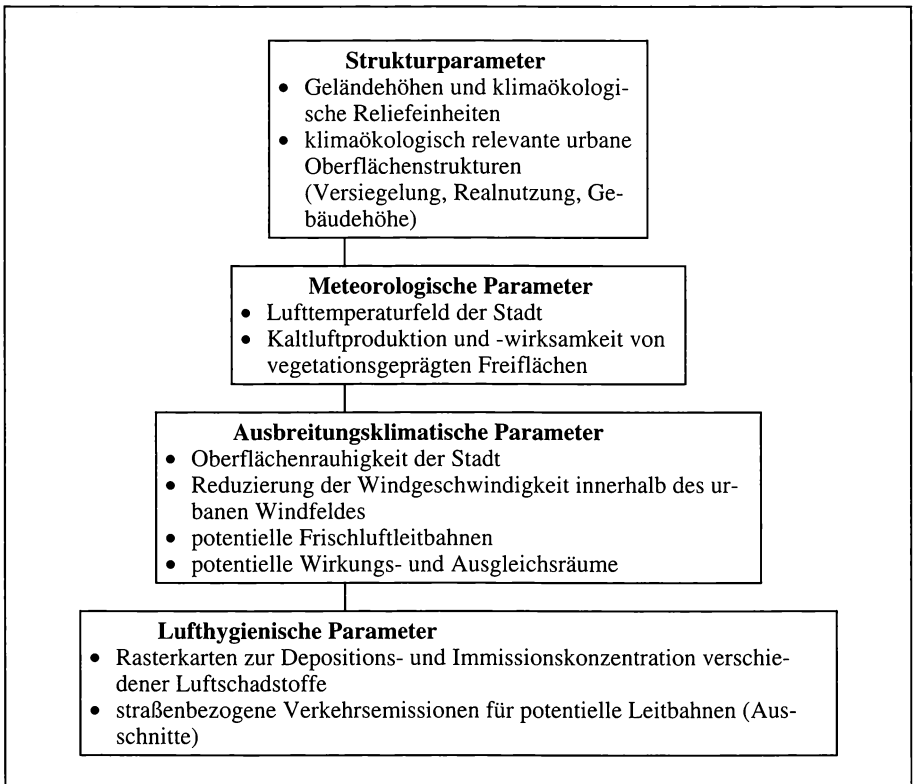 Strukturparameter
• Geländehöhen und klimaökologi-
sche Reliefeinheiten
• klimaökologisch relevante urbane
Oberflächenstrukturen
(Versiegelung, Realnutzung, Ge-
bäudehöhe)
Meteorologische Parameter
• Lufttemperaturfeld der Stadt
• Kaltluftproduktion und -wirksamkeit von
vegetationsgeprägten Freiflächen
Ausbreitungsklimatische Parameter
• Oberflächenrauhigkeit der Stadt
• Reduzierung der Windgeschwindigkeit innerhalb des ur-
banen Windfeldes
• potentielle Frischluftleitbahnen
• potentielle Wirkungs- und Ausgleichsräume
Lufthygienische Parameter
• Rasterkarten zur Depositions- und Immissionskonzentration verschie-
dener Luftschadstoffe
• straßenbezogene Verkehrsemissionen für potentielle Leitbahnen (Aus-
schnitte)